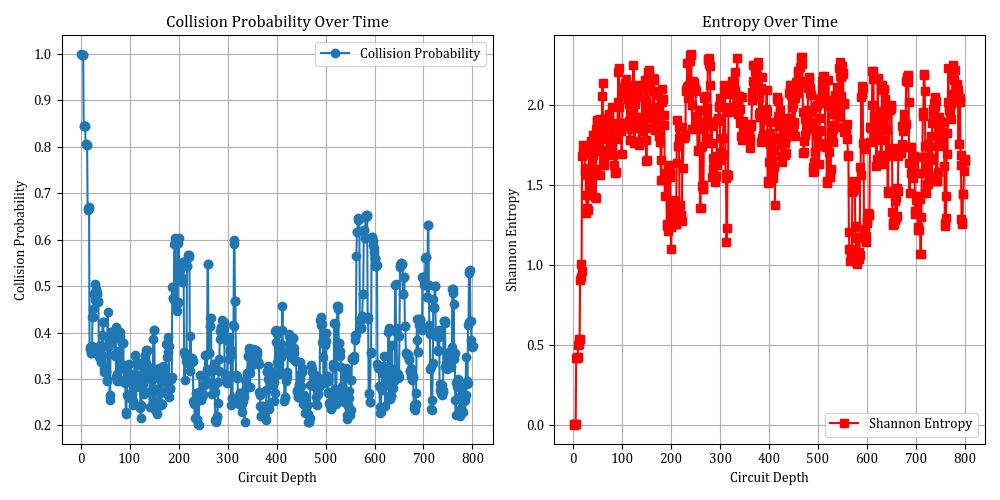 Collision Probability Over Time
Collision Probability
1.0
0.9
0.8
0.7
0.6
0.5
0.4
0.3
0.2
Collision Probability
0 100 200 300 400 500 600 700 800
Circuit Depth
Entropy Over Time
2.0
1.5
1.0
0.5
0.0
Shannon Entropy
Shannon Entropy
0 100 200 300 400 500 600 700 800
Circuit Depth